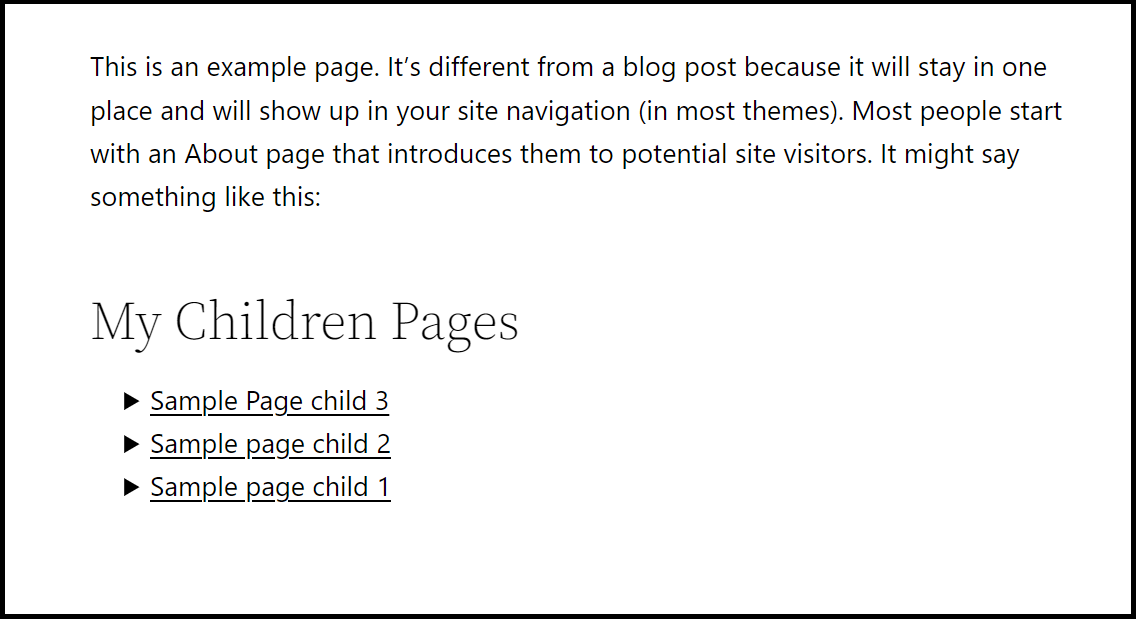 This is an example page. It’s different from a blog post because it will stay in one
place and will show up in your site navigation (in most themes). Most people start
with an About page that introduces them to potential site visitors. It might say
something like this:
My Children Pages
Sample Page child 3
Sample page child 2
Sample page child 1